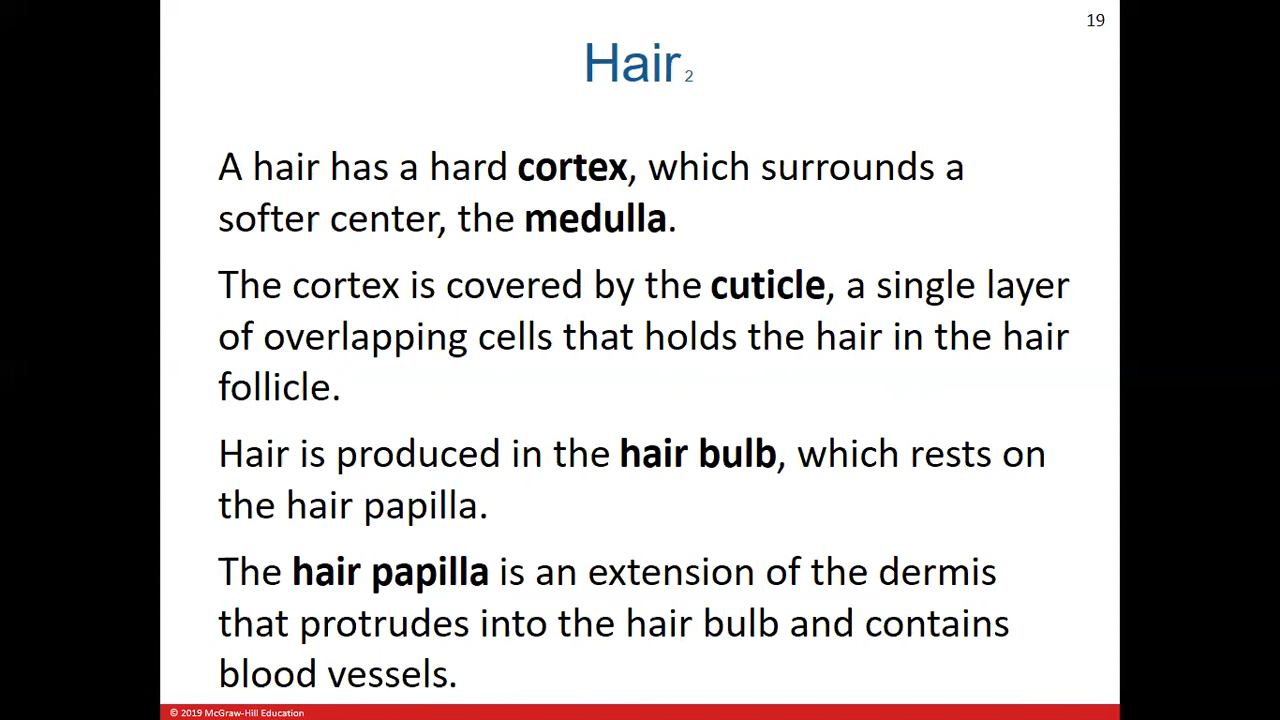 19
Hair 2
A hair has a hard cortex, which surrounds a
softer center, the medulla.
The cortex is covered by the cuticle, a single layer
of overlapping cells that holds the hair in the hair
follicle.
Hair is produced in the hair bulb, which rests on
the hair papilla.
The hair papilla is an extension of the dermis
that protrudes into the hair bulb and contains
blood vessels.
© 2019 McGraw-Hill Education